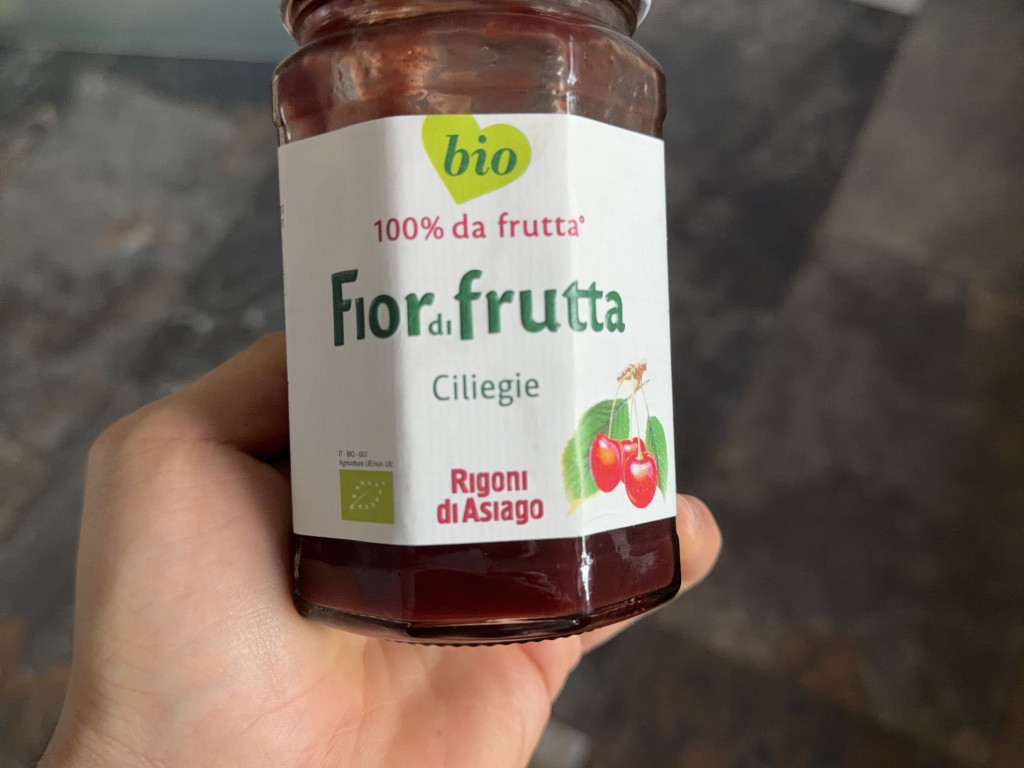 bio
100% da frutta°
Fior di frutta
Ciliegie
IT - BIO - 007
Agricoltura UE/non UE
Rigoni
di Asiago